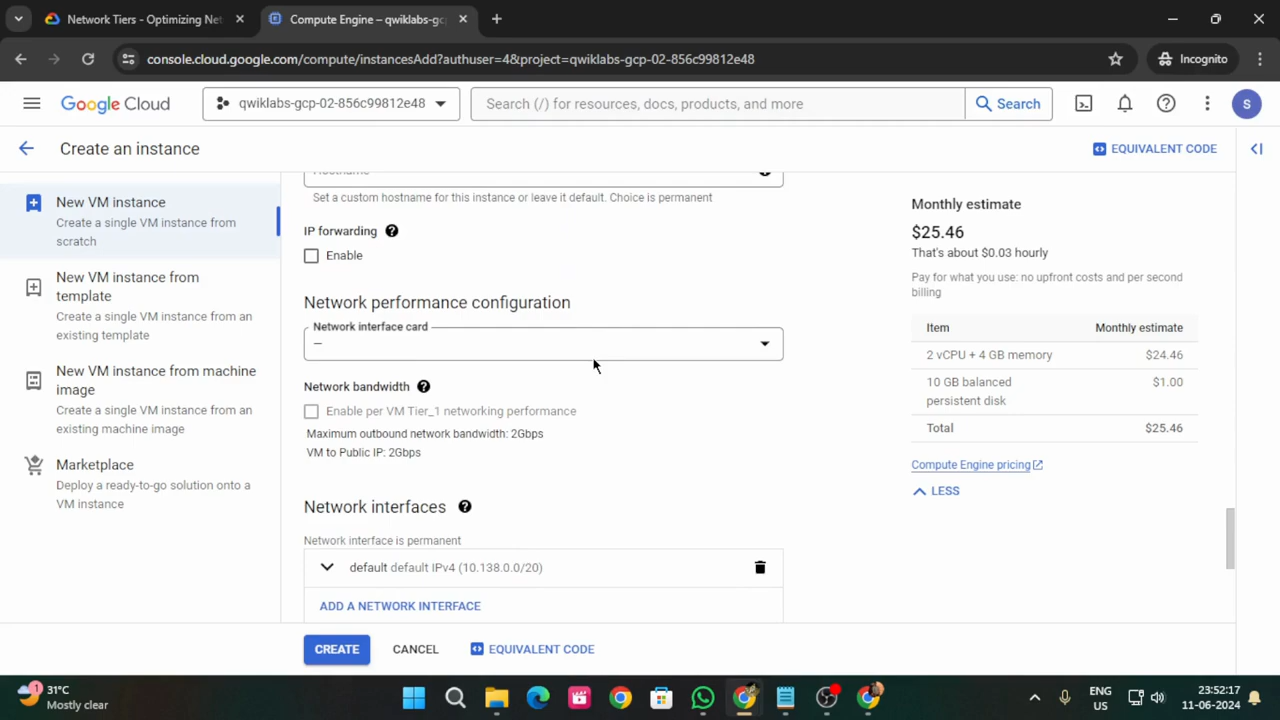 Network Tiers - Optimizing Net
Compute Engine – qwiklabs-gc
console.cloud.google.com/compute/instancesAdd?authuser=4&project=qwiklabs-gcp-02-856c99812e48
Incognito
Google Cloud
qwiklabs-gcp-02-856c99812e48
Search (/) for resources, docs, products, and more
Search
S
Create an instance
EQUIVALENT CODE
New VM instance
Create a single VM instance from
scratch
New VM instance from
template
Create a single VM instance from
an existing template
New VM instance from machine
image
Create a single VM instance from
an existing machine image
Marketplace
Deploy a ready-to-go solution onto
a VM instance
Hostname
Set a custom hostname for this instance or leave it default. Choice is permanent
IP forwarding
Enable
Network performance configuration
Network interface card
–
Network bandwidth
Enable per VM Tier_1 networking performance
Maximum outbound network bandwidth: 2Gbps
VM to Public IP: 2Gbps
Network interfaces
Network interface is permanent
default default IPv4 (10.138.0.0/20)
ADD A NETWORK INTERFACE
CREATE
CANCEL
EQUIVALENT CODE
Monthly estimate
$25.46
That's about $0.03 hourly
Pay for what you use: no upfront costs and per second
billing
Item Monthly estimate
2 vCPU + 4 GB memory $24.46
10 GB balanced
persistent disk $1.00
Total $25.46
Compute Engine pricing
LESS
1
31°C
Mostly clear
ENG
US
23:52:17
11-06-2024